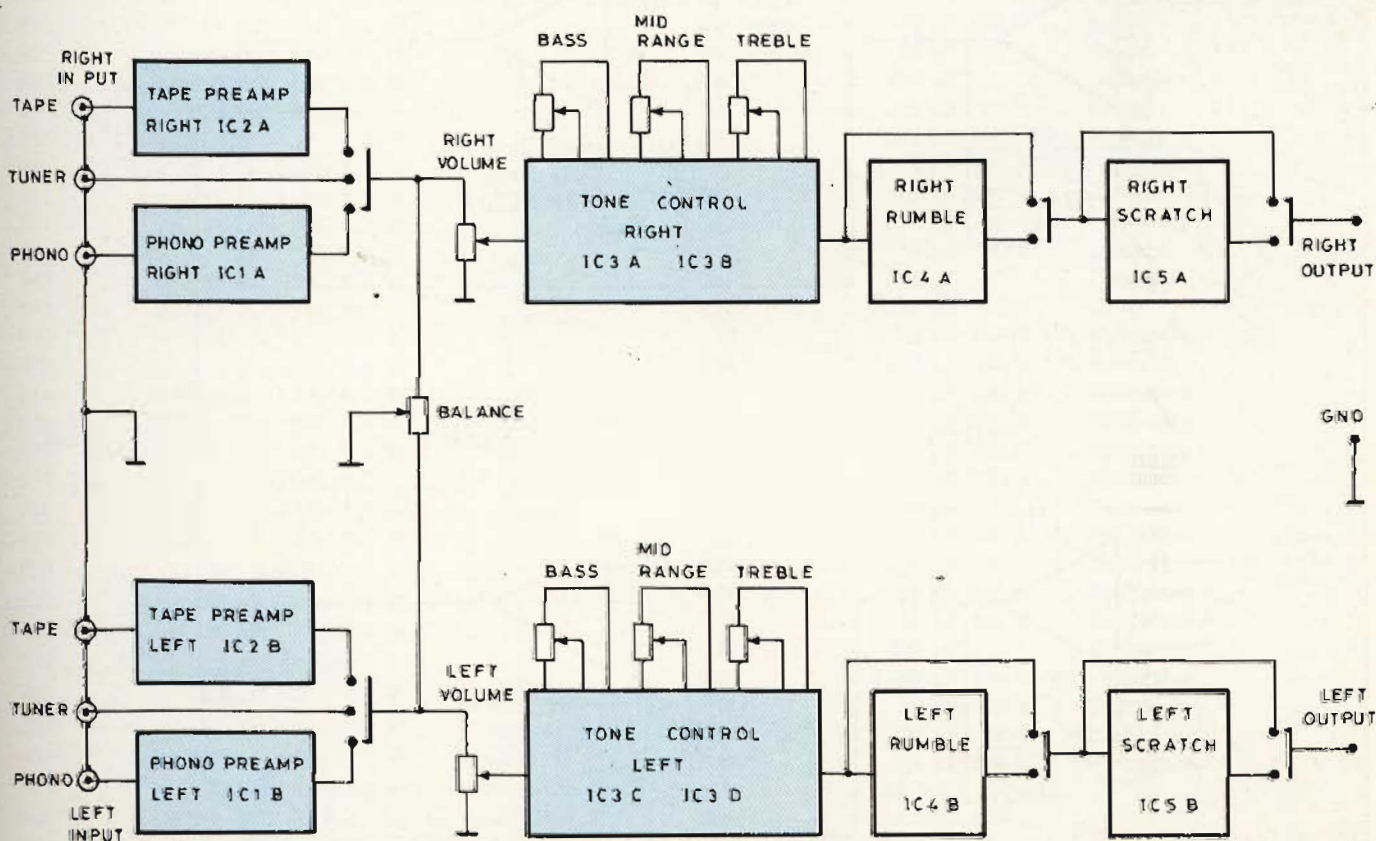 RIGHT
IN PUT
TAPE
TAPE PREAMP
RIGHT IC2A
TUNER
PHONO
PHONO PREAMP
RIGHT IC1A
RIGHT
VOLUME
BASS
MID
RANGE
TREBLE
TONE CONTROL
RIGHT
IC3A IC3B
RIGHT
RUMBLE
IC4A
RIGHT
SCRATCH
IC5A
RIGHT
OUTPUT
BALANCE
GND
TAPE
TAPE PREAMP
LEFT IC2B
TUNER
PHONO
PHONO PREAMP
LEFT IC1B
LEFT
INPUT
LEFT
VOLUME
BASS
MID
RANGE
TREBLE
TONE CONTROL
LEFT
IC3C IC3D
LEFT
RUMBLE
IC4B
LEFT
SCRATCH
IC5B
LEFT
OUTPUT